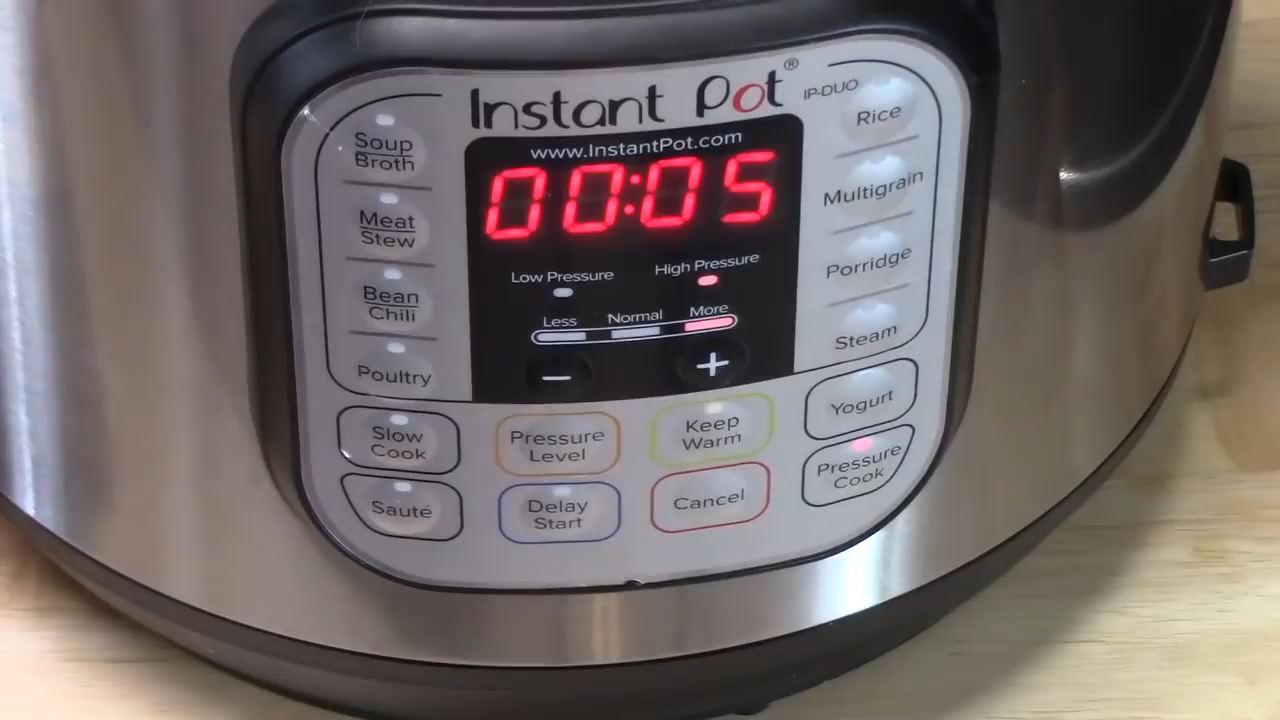 Instant Pot® IP-DUO
www.InstantPot.com
00:05
Low Pressure
High Pressure
Less
Normal
More
−
+
Soup
Broth
Meat
Stew
Bean
Chili
Poultry
Slow
Cook
Sauté
Pressure
Level
Delay
Start
Keep
Warm
Cancel
Rice
Multigrain
Porridge
Steam
Yogurt
Pressure
Cook